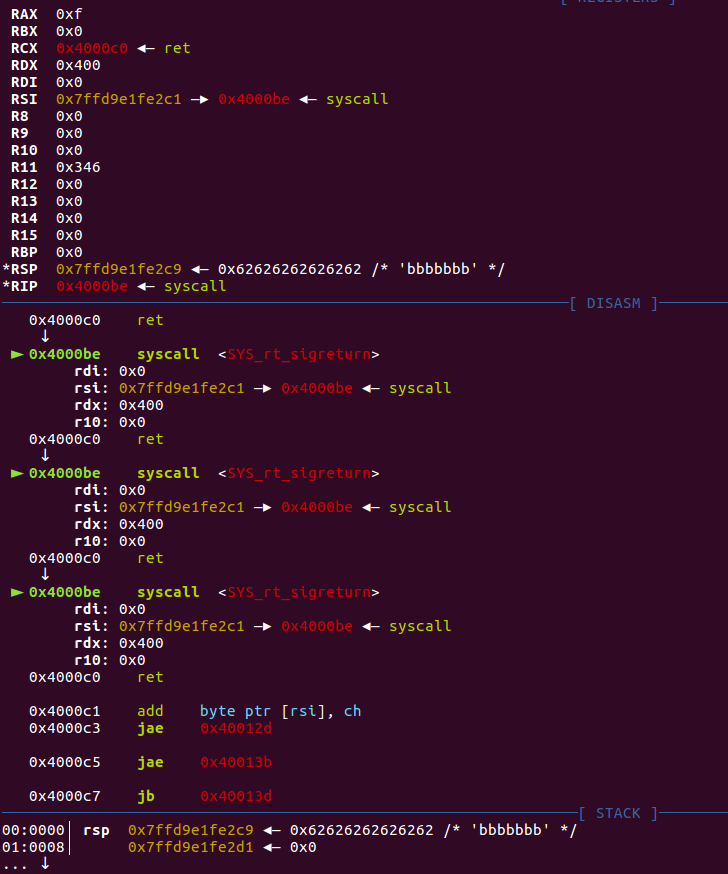 [ REGISTERS ]
RAX  0xf
RBX  0x0
RCX  0x4000c0 ◂— ret
RDX  0x400
RDI  0x0
RSI  0x7ffd9e1fe2c1 —▸ 0x4000be ◂— syscall
R8   0x0
R9   0x0
R10  0x0
R11  0x346
R12  0x0
R13  0x0
R14  0x0
R15  0x0
RBP  0x0
*RSP  0x7ffd9e1fe2c9 ◂— 0x62626262626262 /* 'bbbbbbb' */
*RIP  0x4000be ◂— syscall
[ DISASM ]
0x4000c0    ret
↓
► 0x4000be    syscall  <SYS_rt_sigreturn>
rdi: 0x0
rsi: 0x7ffd9e1fe2c1 —▸ 0x4000be ◂— syscall
rdx: 0x400
r10: 0x0
0x4000c0    ret
↓
► 0x4000be    syscall  <SYS_rt_sigreturn>
rdi: 0x0
rsi: 0x7ffd9e1fe2c1 —▸ 0x4000be ◂— syscall
rdx: 0x400
r10: 0x0
0x4000c0    ret
↓
► 0x4000be    syscall  <SYS_rt_sigreturn>
rdi: 0x0
rsi: 0x7ffd9e1fe2c1 —▸ 0x4000be ◂— syscall
rdx: 0x400
r10: 0x0
0x4000c0    ret
0x4000c1    add    byte ptr [rsi], ch
0x4000c3    jae    0x40012d
0x4000c5    jae    0x40013b
0x4000c7    jb     0x40013d
[ STACK ]
00:0000│ rsp  0x7ffd9e1fe2c9 ◂— 0x62626262626262 /* 'bbbbbbb' */
01:0008│      0x7ffd9e1fe2d1 ◂— 0x0
... ↓